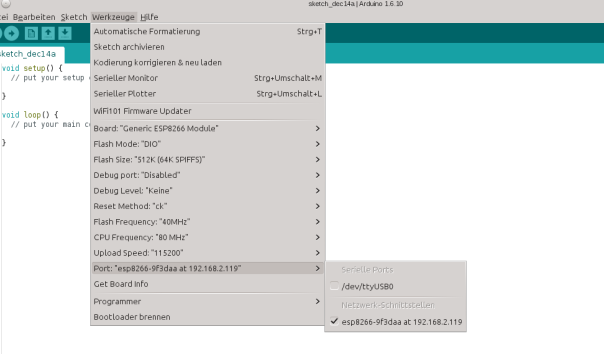 sketch_dec14a | Arduino 1.6.10
ei Bearbeiten Sketch Werkzeuge Hilfe
sketch_dec14a
void setup() {
// put your setup
}
void loop() {
// put your main co
}
Automatische Formatierung Strg+T
Sketch archivieren
Kodierung korrigieren & neu laden
Serieller Monitor Strg+Umschalt+M
Serieller Plotter Strg+Umschalt+L
WiFi101 Firmware Updater
Board: "Generic ESP8266 Module"
Flash Mode: "DIO"
Flash Size: "512K (64K SPIFFS)"
Debug port: "Disabled"
Debug Level: "Keine"
Reset Method: "ck"
Flash Frequency: "40MHz"
CPU Frequency: "80 MHz"
Upload Speed: "115200"
Port: "esp8266-9f3daa at 192.168.2.119"
Get Board Info
Programmer
Bootloader brennen
Serielle Ports
/dev/ttyUSB0
Netzwerk-Schnittstellen
esp8266-9f3daa at 192.168.2.119